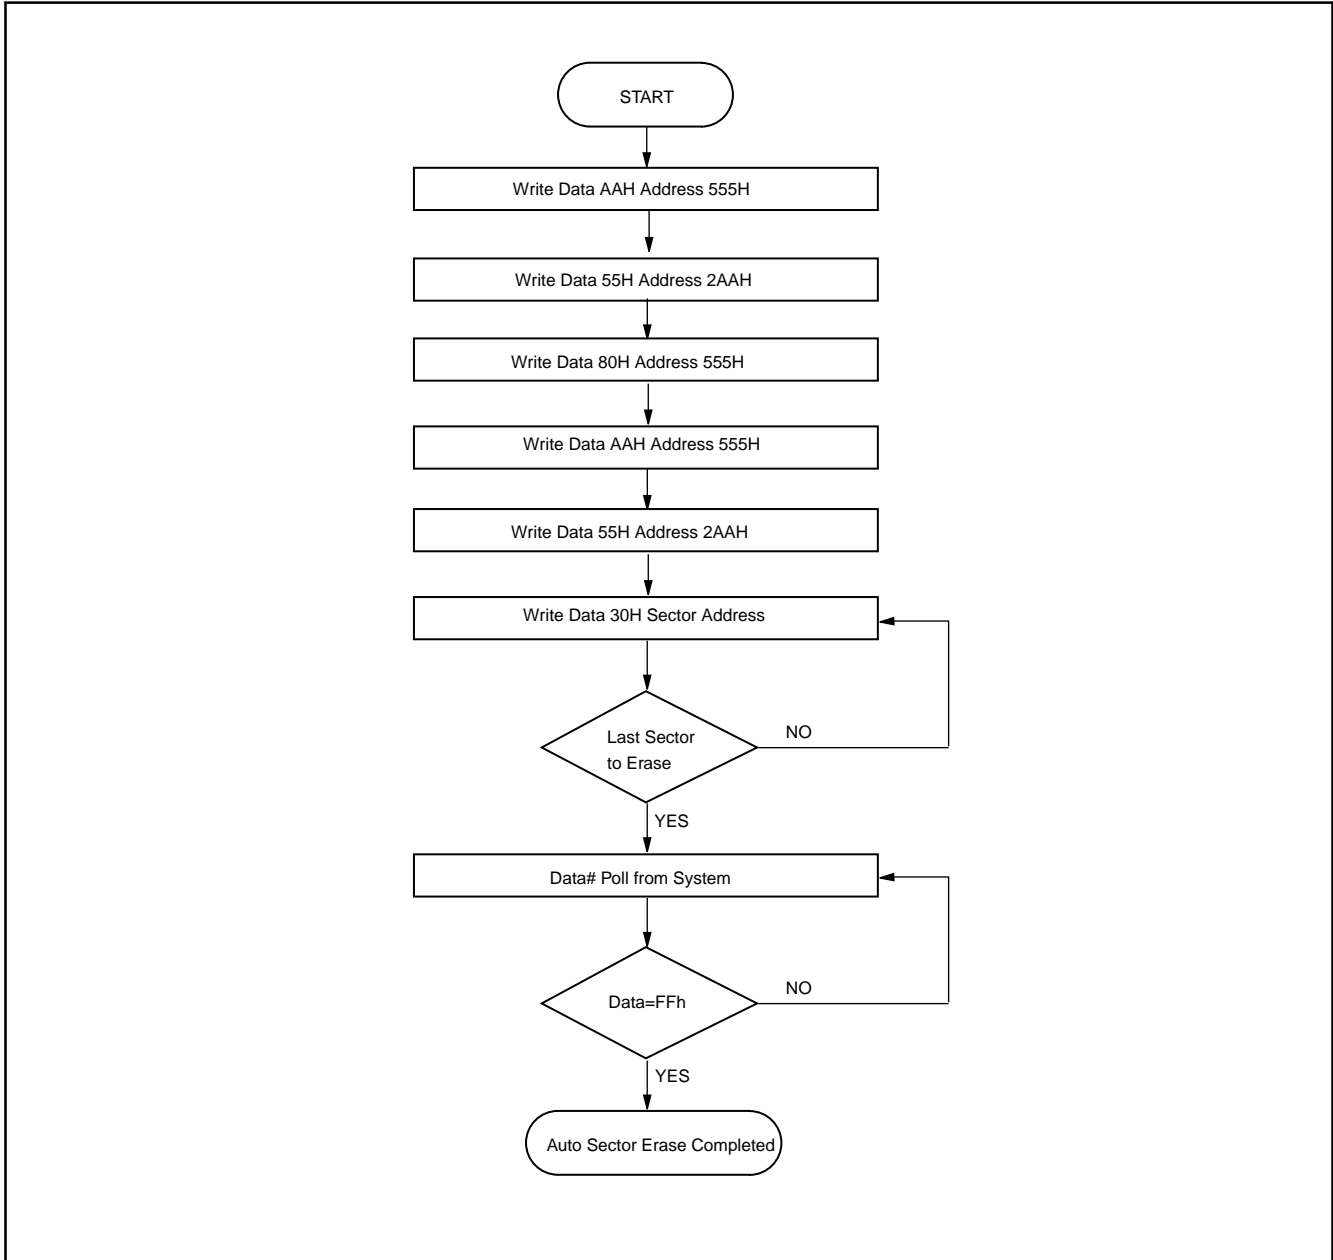 START
Write Data AAH Address 555H
Write Data 55H Address 2AAH
Write Data 80H Address 555H
Write Data AAH Address 555H
Write Data 55H Address 2AAH
Write Data 30H Sector Address
Last Sector
to Erase
NO
YES
Data# Poll from System
Data=FFh
NO
YES
Auto Sector Erase Completed